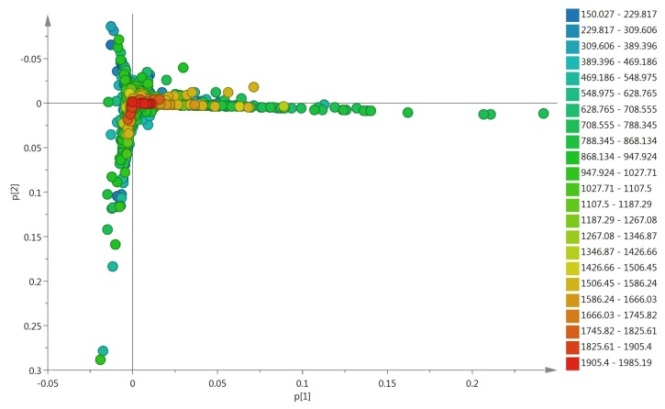 -0.05
0
0.05
0.1
0.15
0.2
0.25
0.3
p[2]
-0.05
0
0.05
0.1
0.15
0.2
p[1]
150.027 - 229.817
229.817 - 309.606
309.606 - 389.396
389.396 - 469.186
469.186 - 548.975
548.975 - 628.765
628.765 - 708.555
708.555 - 788.345
788.345 - 868.134
868.134 - 947.924
947.924 - 1027.71
1027.71 - 1107.5
1107.5 - 1187.29
1187.29 - 1267.08
1267.08 - 1346.87
1346.87 - 1426.66
1426.66 - 1506.45
1506.45 - 1586.24
1586.24 - 1666.03
1666.03 - 1745.82
1745.82 - 1825.61
1825.61 - 1905.4
1905.4 - 1985.19